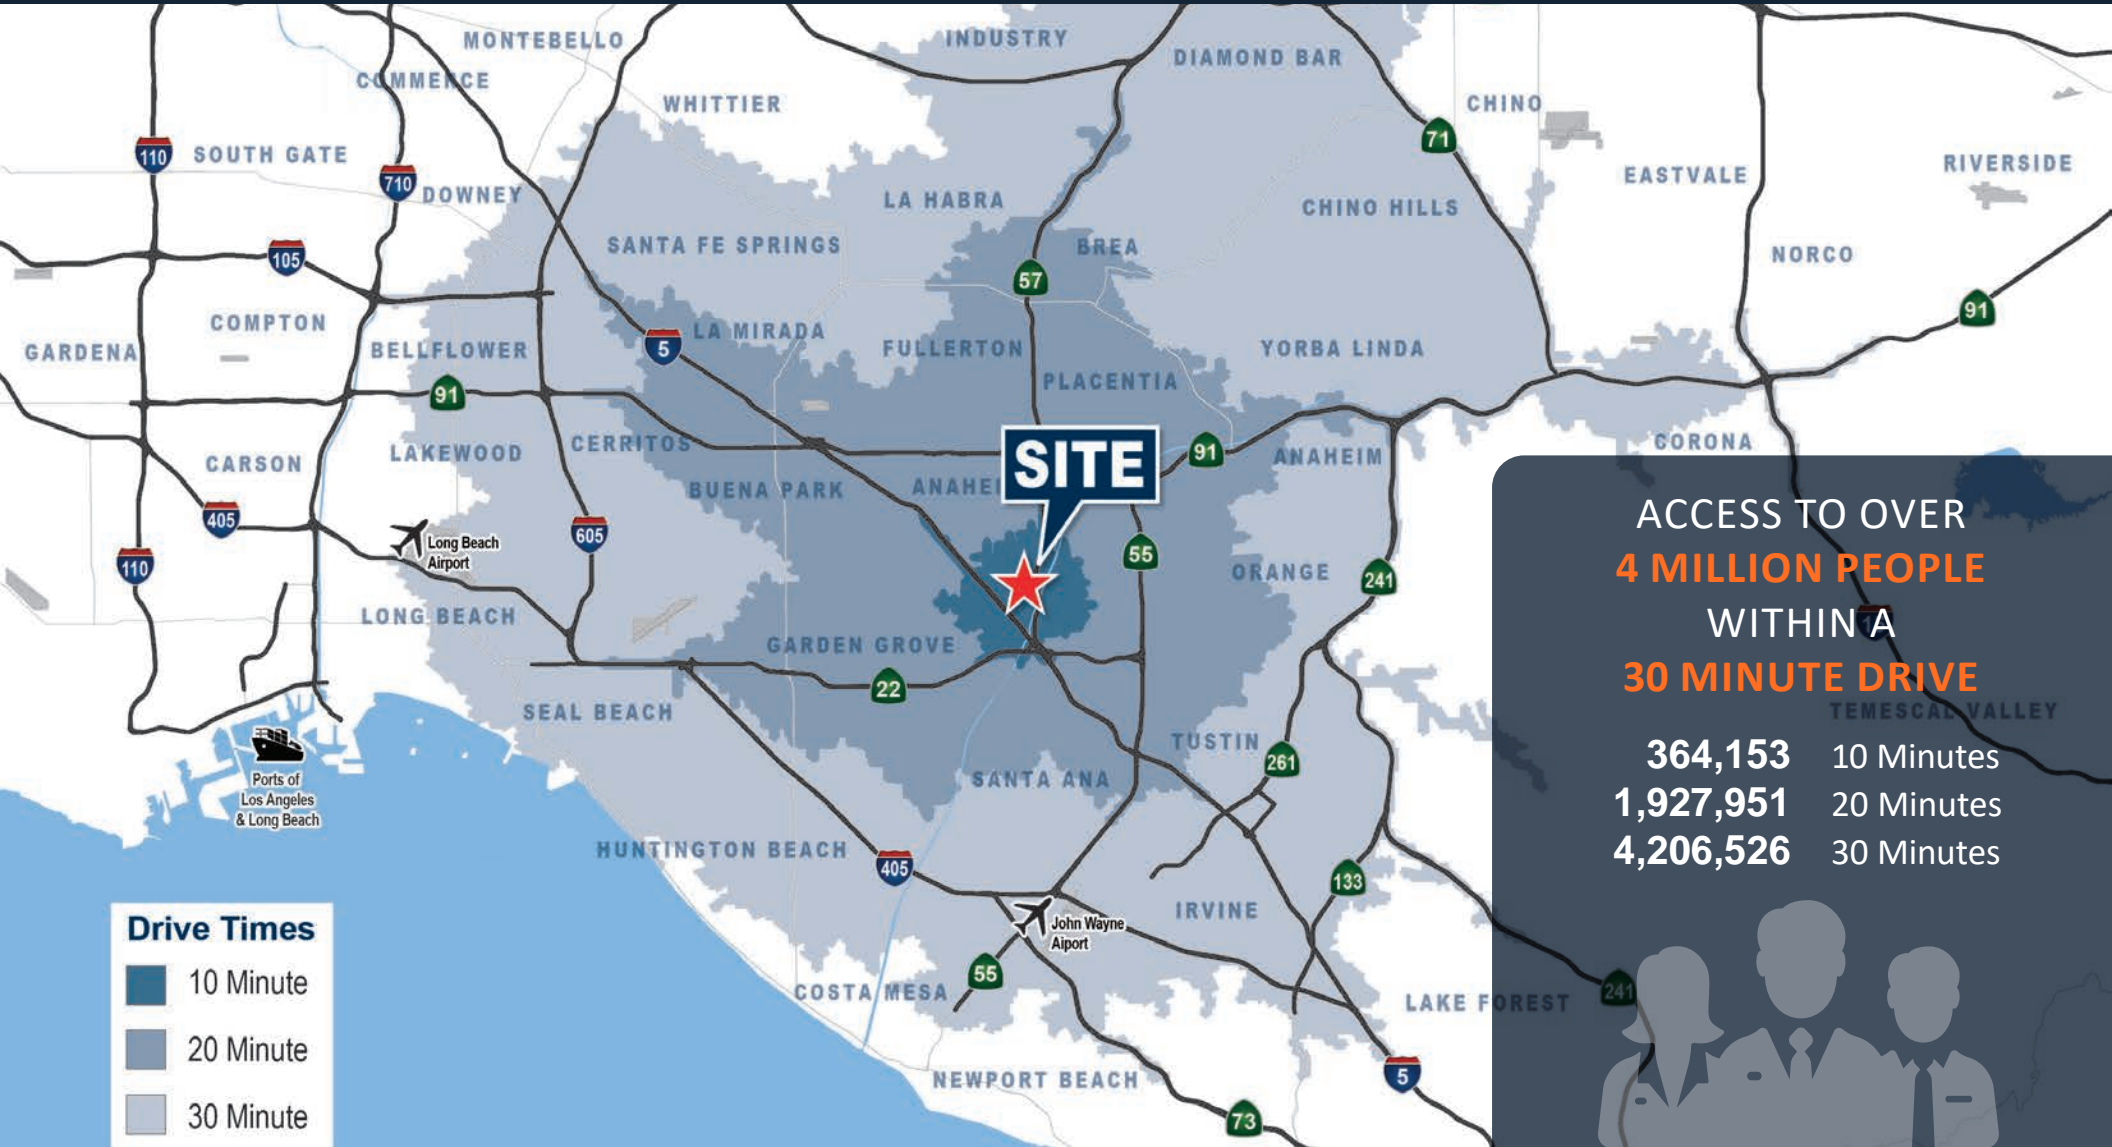 MONTEBELLO
INDUSTRY
DIAMOND BAR
COMMERCE
WHITTIER
CHINO
71
110
SOUTH GATE
710
DOWNEY
EASTVALE
RIVERSIDE
LA HABRA
CHINO HILLS
SANTA FE SPRINGS
BREA
105
57
NORCO
91
COMPTON
GARDENA
BELLFLOWER
5
LA MIRADA
FULLERTON
YORBA LINDA
PLACENTIA
91
CARSON
LAKEWOOD
CERRITOS
SITE
91
ANAHEIM
CORONA
BUENA PARK
ANAHEI
405
605
Long Beach
Airport
55
110
ORANGE
241
LONG BEACH
GARDEN GROVE
22
SEAL BEACH
TUSTIN
261
SANTA ANA
Ports of
Los Angeles
& Long Beach
HUNTINGTON BEACH
405
133
IRVINE
John Wayne
Aiport
55
COSTA MESA
LAKE FOREST
241
NEWPORT BEACH
5
73
TEMESCAL VALLEY
ACCESS TO OVER
4 MILLION PEOPLE
WITHIN A
30 MINUTE DRIVE
364,153 10 Minutes
1,927,951 20 Minutes
4,206,526 30 Minutes
Drive Times
10 Minute
20 Minute
30 Minute